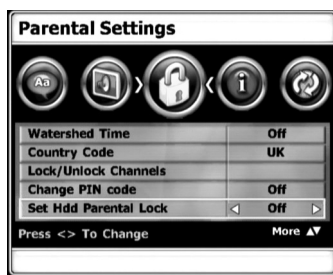 Parental Settings
Aa
i
Watershed Time Off
Country Code UK
Lock/Unlock Channels
Change PIN code Off
Set Hdd Parental Lock Off
Press <> To Change More